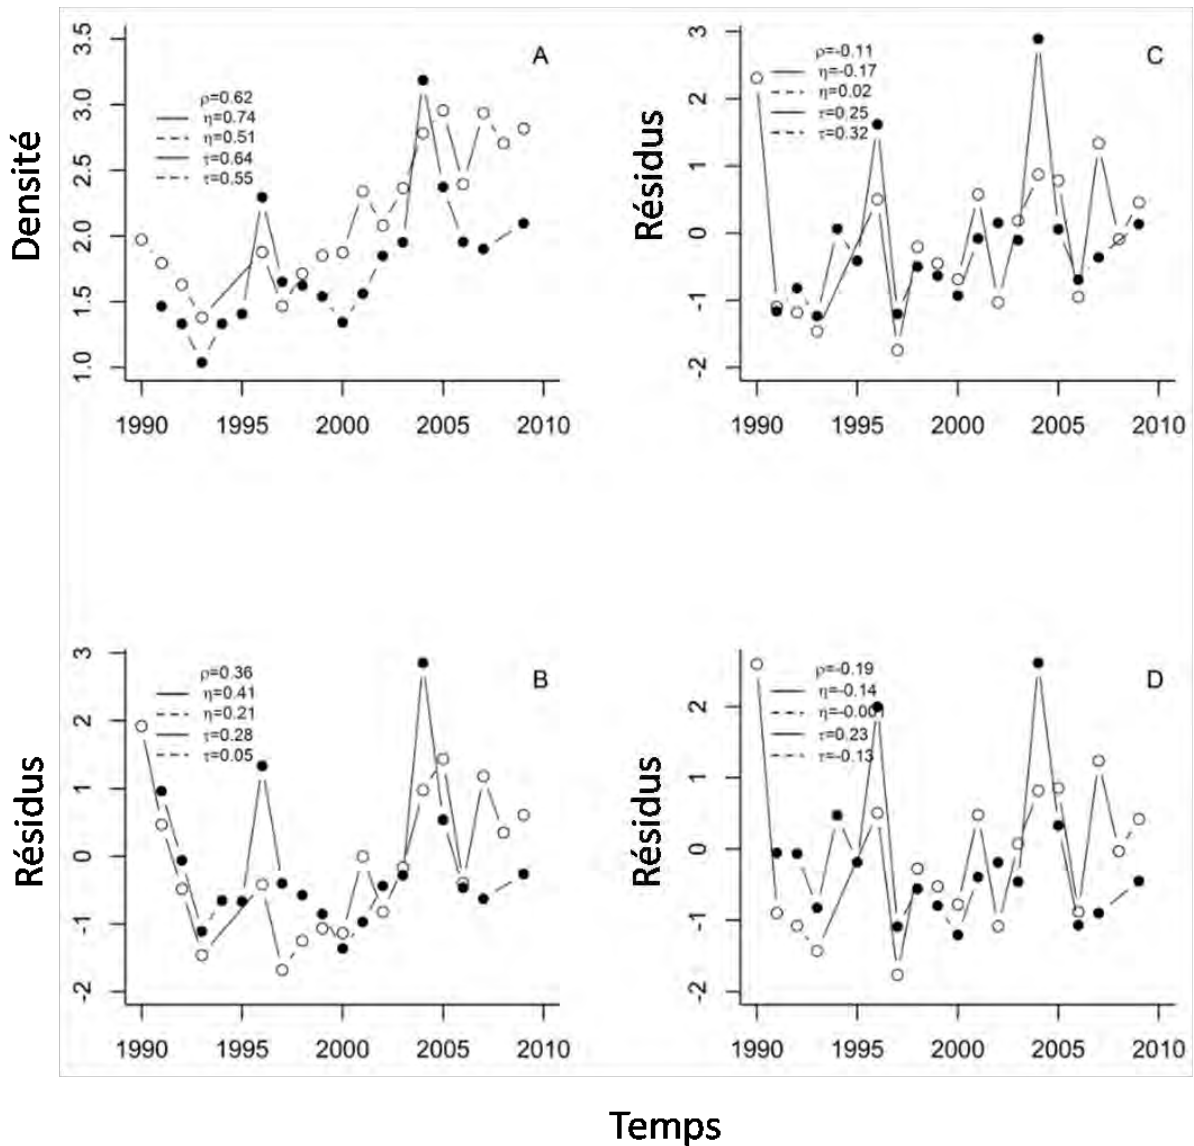 Densité
A
3.5
3.0
2.5
2.0
1.5
1.0
ρ=0.62
η=0.74
η=0.51
τ=0.64
τ=0.55
1990 1995 2000 2005 2010
Résidus
C
3
2
1
0
-1
-2
ρ=-0.11
η=-0.17
η=0.02
τ=0.25
τ=0.32
1990 1995 2000 2005 2010
Résidus
B
3
2
1
0
-1
-2
ρ=0.36
η=0.41
η=0.21
τ=0.28
τ=0.05
1990 1995 2000 2005 2010
Résidus
D
2
1
0
-1
-2
ρ=-0.19
η=-0.14
η=-0.001
τ=0.23
τ=-0.13
1990 1995 2000 2005 2010
Temps